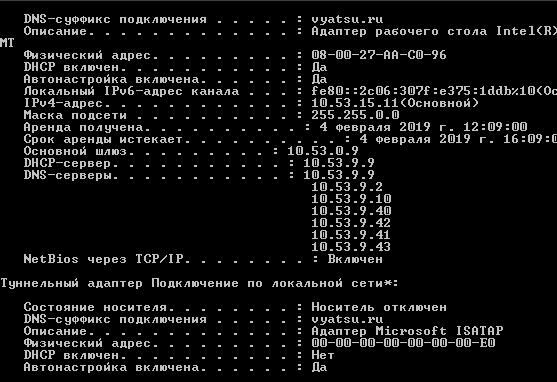 DNS-суффикс подключения . . . . . : vyatsu.ru
Описание. . . . . . . . . . . . . : Адаптер рабочего стола Intel(R)
MT
Физический адрес. . . . . . . . . : 08-00-27-AA-C0-96
DHCP включен. . . . . . . . . . . : Да
Автонастройка включена. . . . . . : Да
Локальный IPv6-адрес канала . . . : fe80::2c06:307f:e375:1ddb%10(Ос
IPv4-адрес. . . . . . . . . . . . : 10.53.15.11(Основной)
Маска подсети . . . . . . . . . . : 255.255.0.0
Аренда получена. . . . . . . . . . : 4 февраля 2019 г. 12:09:00
Срок аренды истекает. . . . . . . . . . : 4 февраля 2019 г. 16:09:0
Основной шлюз. . . . . . . . . : 10.53.0.9
DHCP-сервер. . . . . . . . . . . : 10.53.9.9
DNS-серверы. . . . . . . . . . . : 10.53.9.9
10.53.9.2
10.53.9.10
10.53.9.40
10.53.9.42
10.53.9.41
10.53.9.43
NetBios через TCP/IP. . . . . . . . : Включен
Туннельный адаптер Подключение по локальной сети*:
Состояние носителя. . . . . . . . : Носитель отключен
DNS-суффикс подключения . . . . . : vyatsu.ru
Описание. . . . . . . . . . . . . : Адаптер Microsoft ISATAP
Физический адрес. . . . . . . . . : 00-00-00-00-00-00-00-E0
DHCP включен. . . . . . . . . . . : Нет
Автонастройка включена. . . . . . : Да